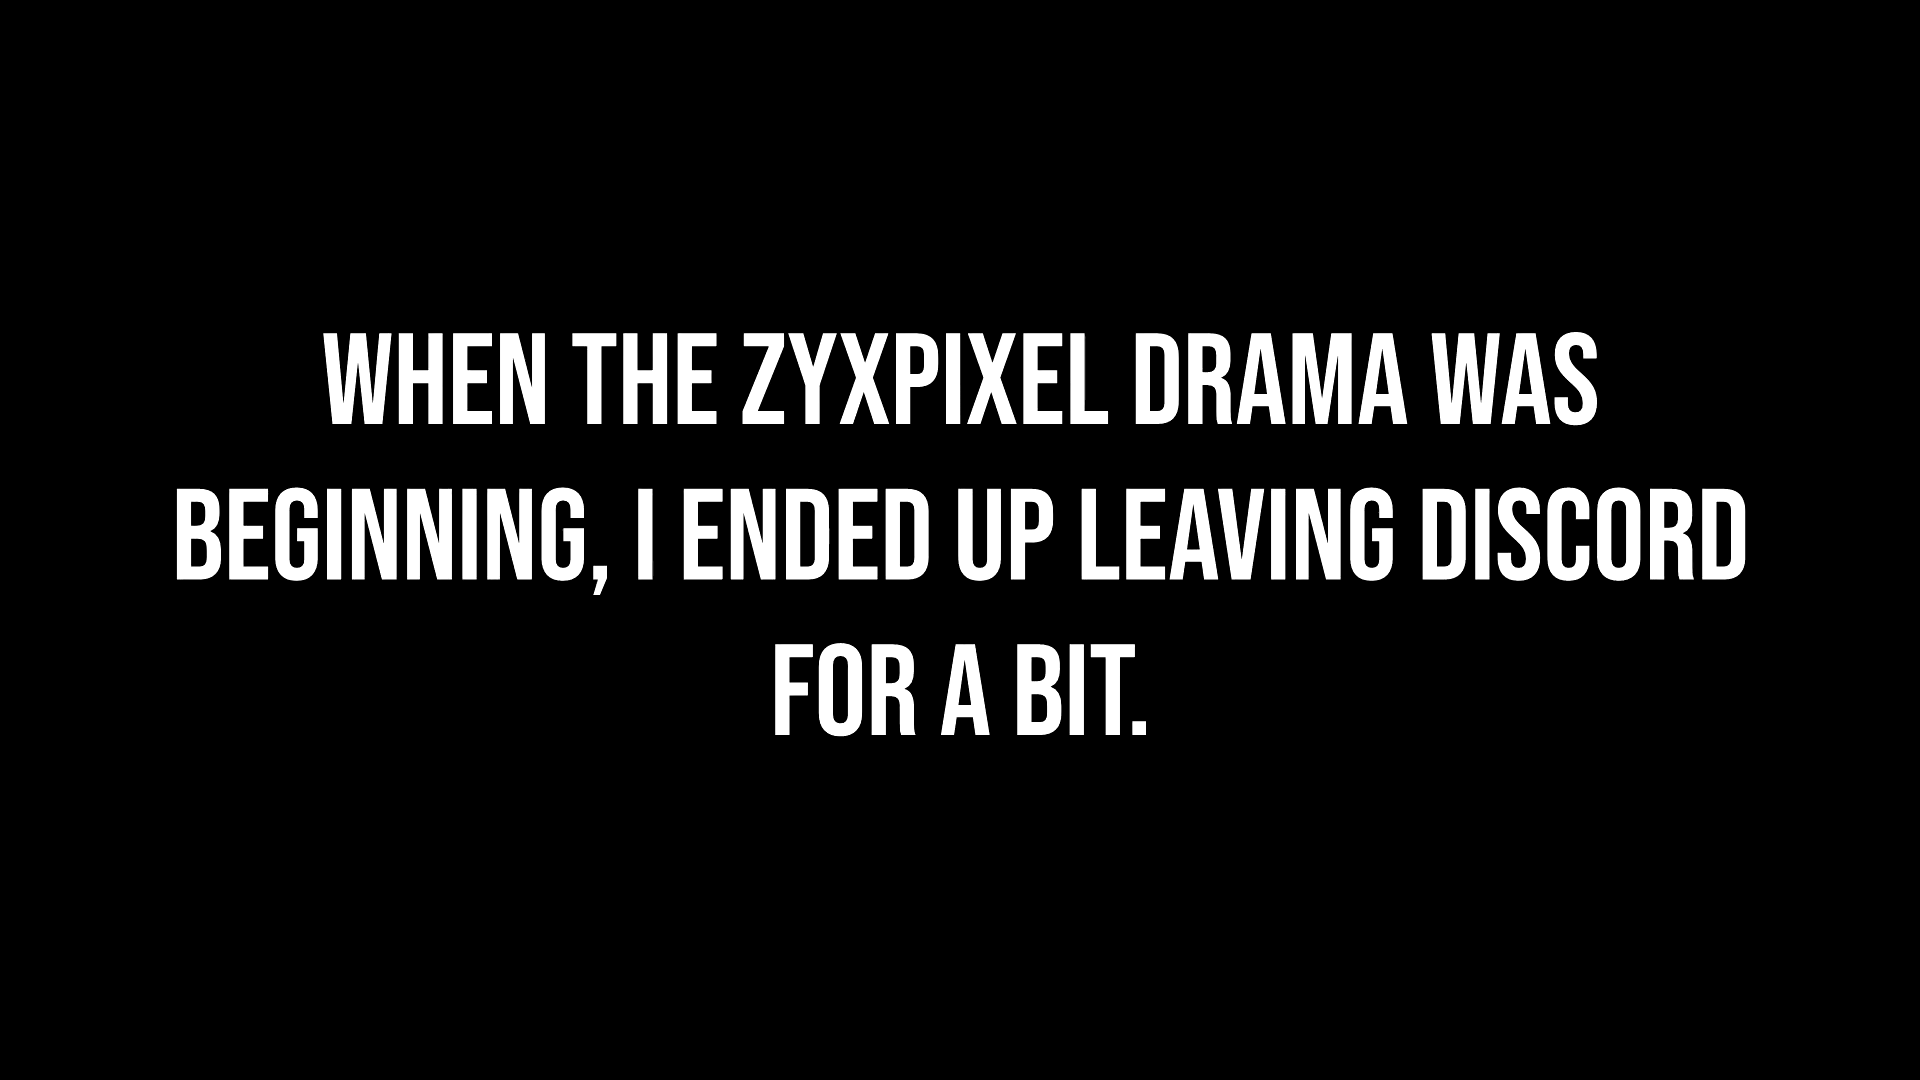 WHEN THE ZYXPIXEL DRAMA WAS
BEGINNING, I ENDED UP LEAVING DISCORD
FOR A BIT.